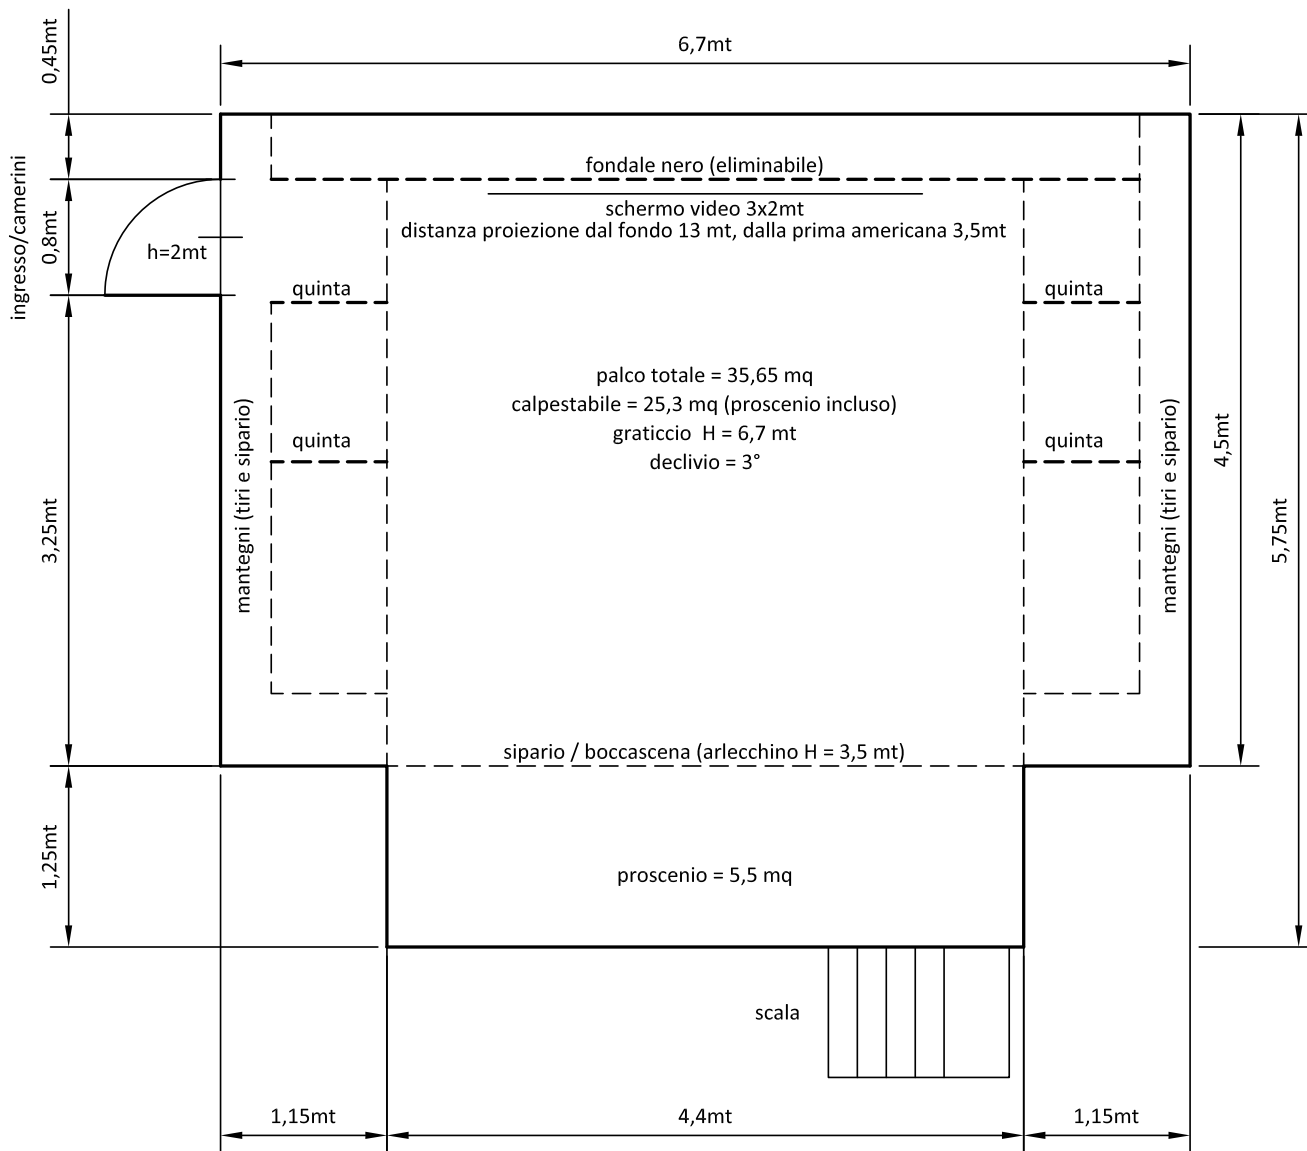 6,7mt
0,45mt
ingresso/camerini
0,8mt
h=2mt
fondale nero (eliminabile)
schermo video 3x2mt
distanza proiezione dal fondo 13 mt, dalla prima americana 3,5mt
quinta
quinta
palco totale = 35,65 mq
calpestabile = 25,3 mq (proscenio incluso)
graticcio  H = 6,7 mt
declivio = 3°
quinta
quinta
mantegni (tiri e sipario)
mantegni (tiri e sipario)
3,25mt
4,5mt
5,75mt
sipario / boccascena (arlecchino H = 3,5 mt)
1,25mt
proscenio = 5,5 mq
scala
1,15mt
4,4mt
1,15mt